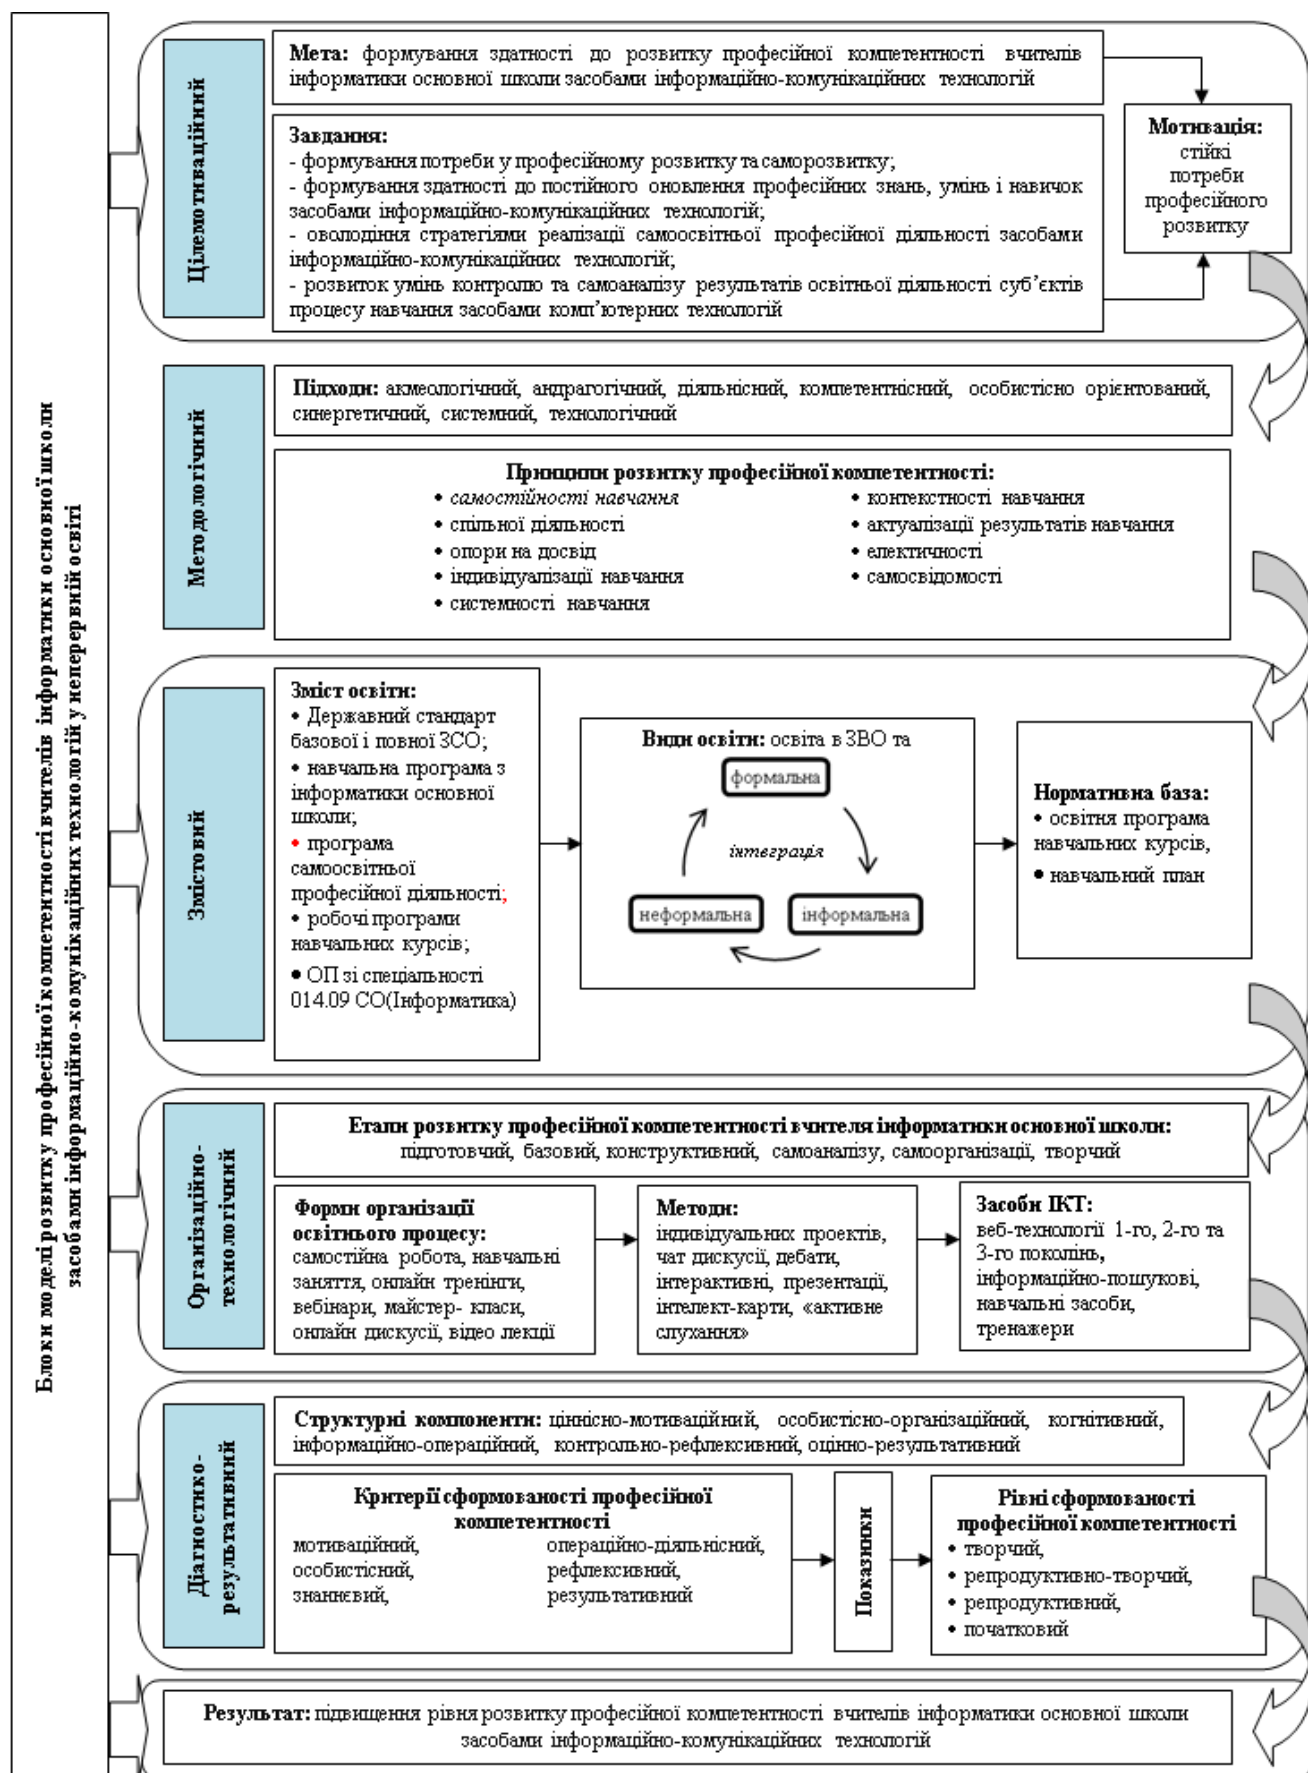 Блоки моделі розвитку професійної компетентності вчителів інформатики основної школи
засобами інформаційно-комунікаційних технологій у неперервній освіті
Цілемотиваційний
Мета: формування здатності до розвитку професійної компетентності вчителів
інформатики основної школи засобами інформаційно-комунікаційних технологій
Завдання:
- формування потреби у професійному розвитку та саморозвитку;
- формування здатності до постійного оновлення професійних знань, умінь і навичок
засобами інформаційно-комунікаційних технологій;
- оволодіння стратегіями реалізації самоосвітньої професійної діяльності засобами
інформаційно-комунікаційних технологій;
- розвиток умінь контролю та самоаналізу результатів освітньої діяльності суб’єктів
процесу навчання засобами комп’ютерних технологій
Мотивація:
стійкі
потреби
професійного
розвитку
Методологічний
Підходи: акмеологічний, андрагогічний, діяльнісний, компетентнісний, особистісно орієнтований,
синергетичний, системний, технологічний
Принципи розвитку професійної компетентності:
• самостійності навчання
• спільної діяльності
• опори на досвід
• індивідуалізації навчання
• системності навчання
• контекстності навчання
• актуалізації результатів навчання
• електичності
• самосвідомості
Змістовий
Зміст освіти:
• Державний стандарт
базової і повної ЗСО;
• навчальна програма з
інформатики основної
школи;
• програма
самоосвітньої
професійної діяльності;
• робочі програми
навчальних курсів;
• ОП зі спеціальності
014.09 СО(Інформатика)
Види освіти: освіта в ЗВО та
формальна
інтеграція
неформальна
інформальна
Нормативна база:
• освітня програма
навчальних курсів,
• навчальний план
Організаційно-
технологічний
Етапи розвитку професійної компетентності вчителя інформатики основної школи:
підготовчий, базовий, конструктивний, самоаналізу, самоорганізації, творчий
Форми організації
освітнього процесу:
самостійна робота, навчальні
заняття, онлайн тренінги,
вебінари, майстер- класи,
онлайн дискусії, відео лекції
Методи:
індивідуальних проектів,
чат дискусії, дебати,
інтерактивні, презентації,
інтелект-карти, «активне
слухання»
Засоби ІКТ:
веб-технології 1-го, 2-го та
3-го поколінь,
інформаційно-пошукові,
навчальні засоби,
тренажери
Діагностико-
результативний
Структурні компоненти: ціннісно-мотиваційний, особистісно-організаційний, когнітивний,
інформаційно-операційний, контрольно-рефлексивний, оцінно-результативний
Критерії сформованості професійної
компетентності
мотиваційний,
особистісний,
знаннєвий,
операційно-діяльнісний,
рефлексивний,
результативний
Показники
Рівні сформованості
професійної компетентності
• творчий,
• репродуктивно-творчий,
• репродуктивний,
• початковий
Результат: підвищення рівня розвитку професійної компетентності вчителів інформатики основної школи
засобами інформаційно-комунікаційних технологій